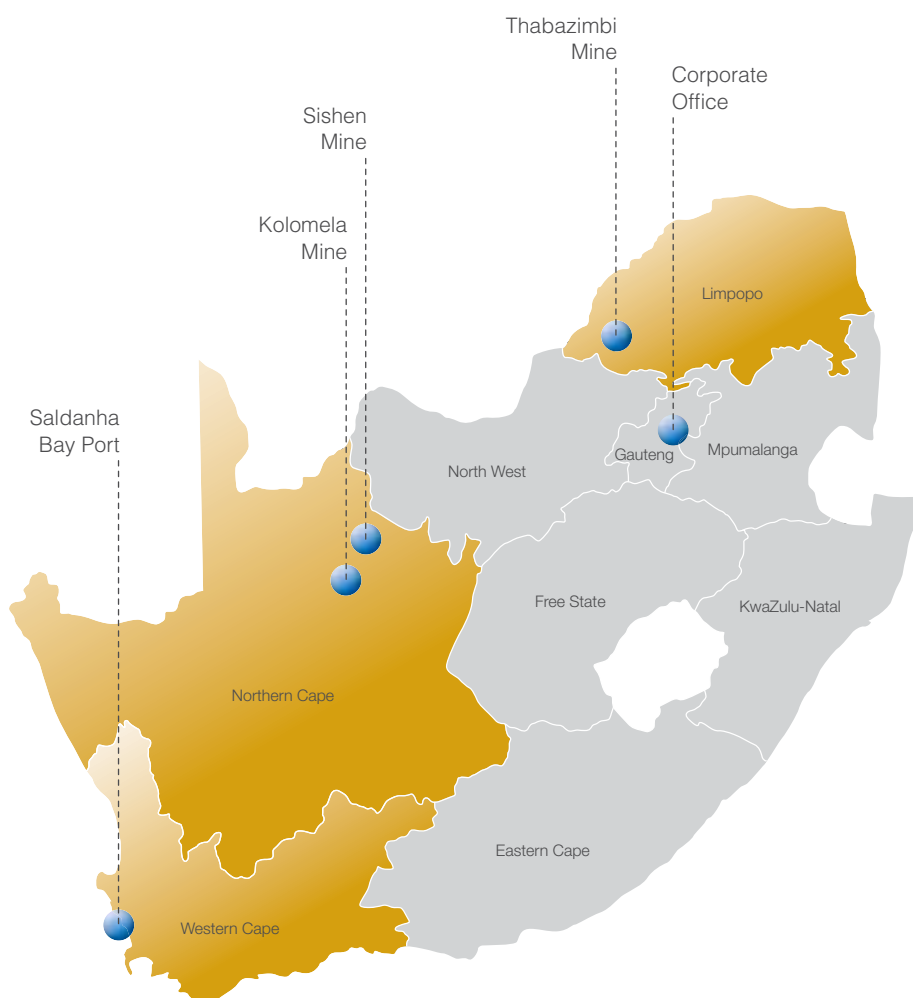 Thabazimbi
Mine
Corporate
Office
Sishen
Mine
Kolomela
Mine
Limpopo
Saldanha
Bay Port
North West
Gauteng
Mpumalanga
Free State
KwaZulu-Natal
Northern Cape
Eastern Cape
Western Cape